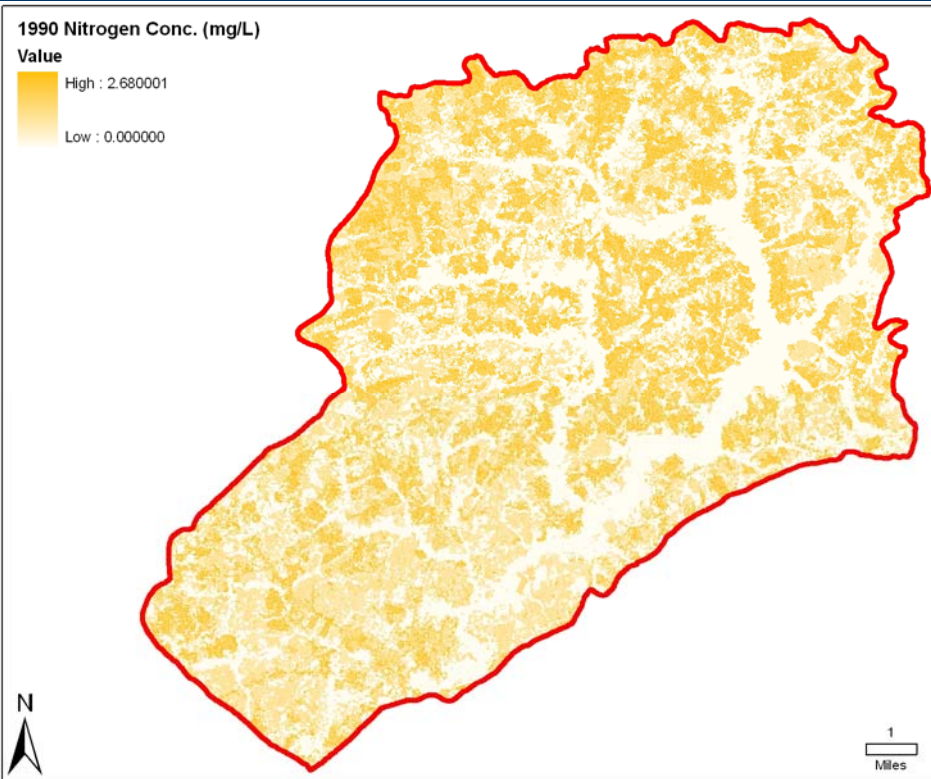 1990 Nitrogen Conc. (mg/L)
Value
High : 2.680001
Low : 0.000000
N
1
Miles